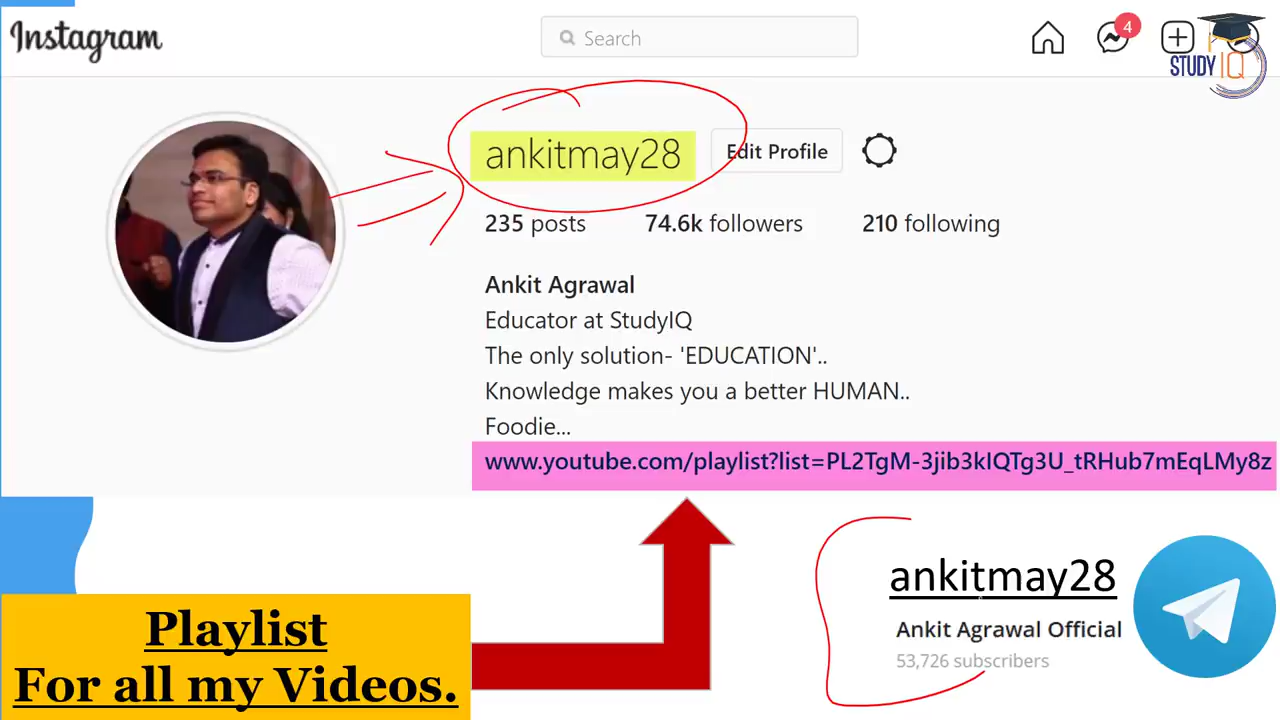 Instagram
Search
4
STUDY IQ
ankitmay28
Edit Profile
235 posts 74.6k followers 210 following
Ankit Agrawal
Educator at StudyIQ
The only solution- 'EDUCATION'..
Knowledge makes you a better HUMAN..
Foodie...
www.youtube.com/playlist?list=PL2TgM-3jib3kIQTg3U_tRHub7mEqLMy8z
ankitmay28
Ankit Agrawal Official
53,726 subscribers
Playlist
For all my Videos.